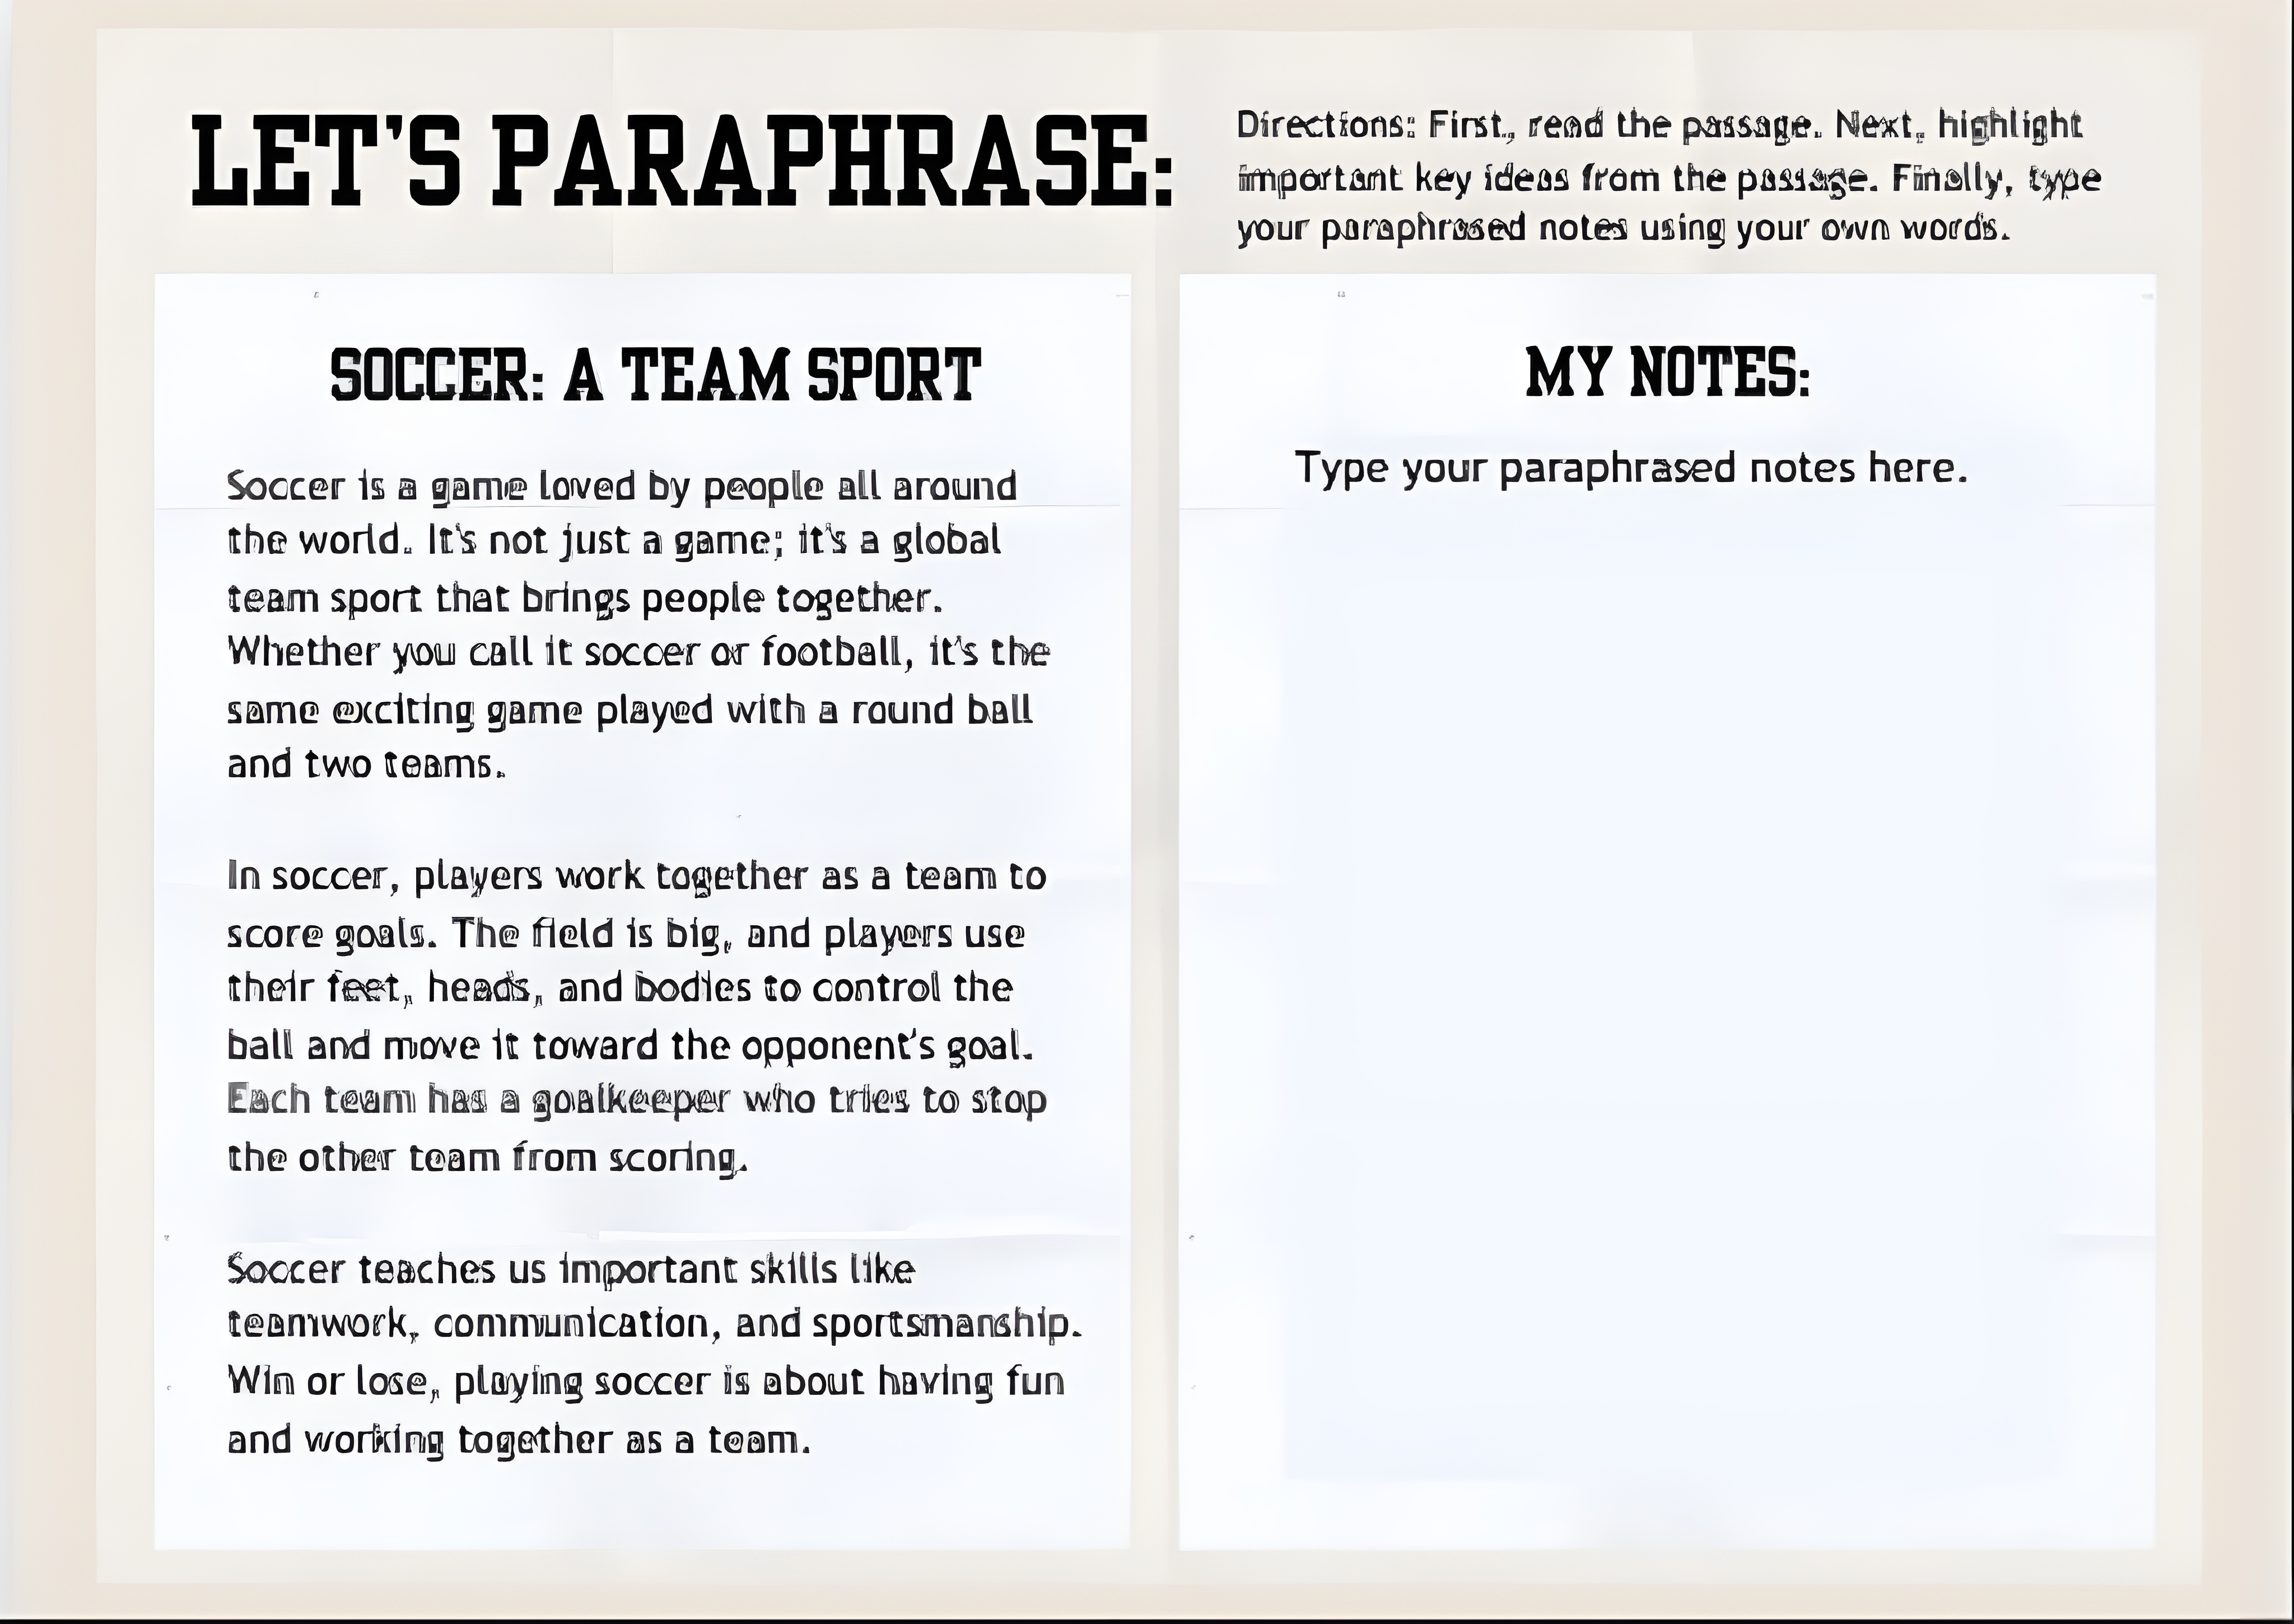 LET'S PARAPHRASE:
Directions: First, read the passage. Next, highlight
important key ideas from the passage. Finally, type
your paraphrased notes using your own words.
SOCCER: A TEAM SPORT
Soccer is a game loved by people all around
the world. It's not just a game; it's a global
team sport that brings people together.
Whether you call it soccer or football, it's the
same exciting game played with a round ball
and two teams.
In soccer, players work together as a team to
score goals. The field is big, and players use
their feet, heads, and bodies to control the
ball and move it toward the opponent's goal.
Each team has a goalkeeper who tries to stop
the other team from scoring.
Soccer teaches us important skills like
teamwork, communication, and sportsmanship.
Win or lose, playing soccer is about having fun
and working together as a team.
MY NOTES:
Type your paraphrased notes here.